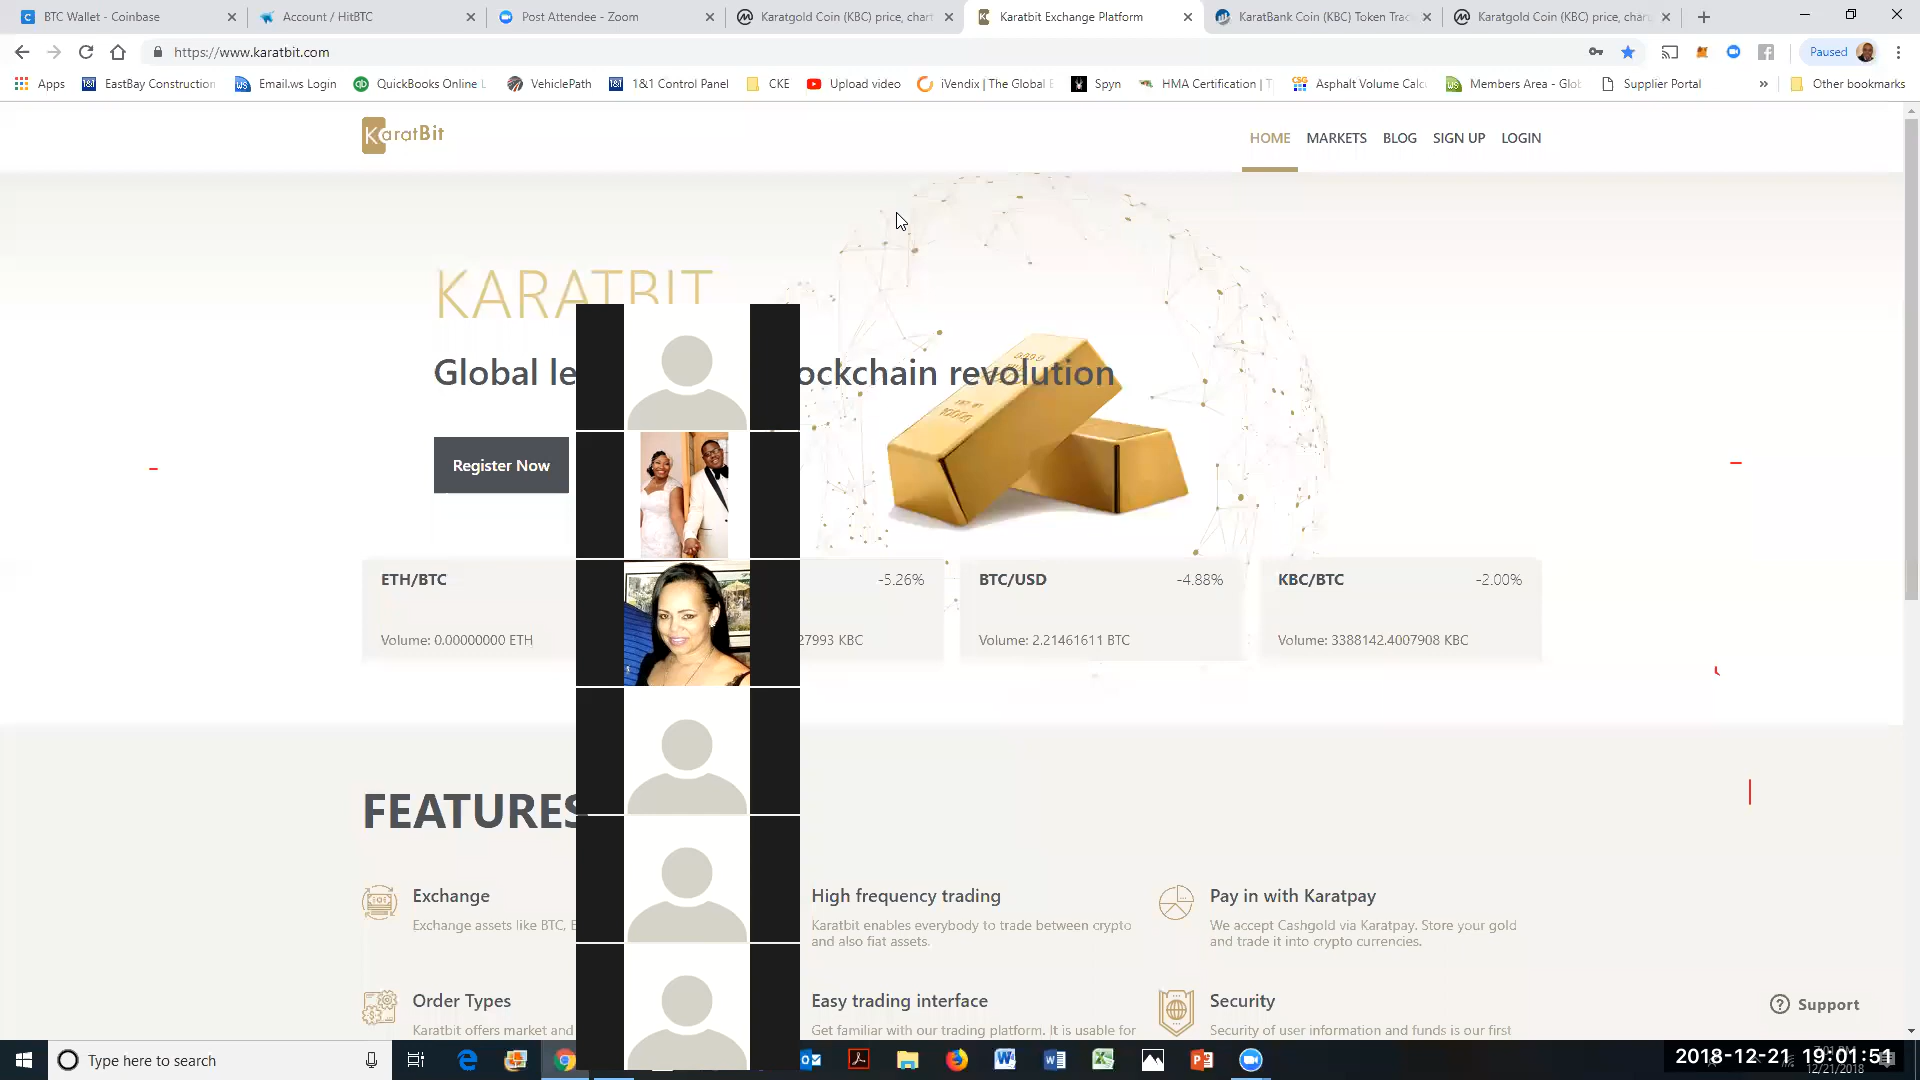 BTC Wallet - Coinbase
Account / HitBTC
Post Attendee - Zoom
Karatgold Coin (KBC) price, chart
Karatbit Exchange Platform
KaratBank Coin (KBC) Token Trac
Karatgold Coin (KBC) price, char
https://www.karatbit.com
Paused
Apps
EastBay Construction
Email.ws Login
QuickBooks Online L
VehiclePath
1&1 Control Panel
CKE
Upload video
iVendix | The Global E
Spyn
HMA Certification | T
Asphalt Volume Calcu
Members Area - Glob
Supplier Portal
»
Other bookmarks
KaratBit
HOME MARKETS BLOG SIGN UP LOGIN
KARATBIT
Global le ockchain revolution
Register Now
ETH/BTC -5.26% BTC/USD -4.88% KBC/BTC -2.00%
Volume: 0.00000000 ETH 27993 KBC Volume: 2.21461611 BTC Volume: 3388142.4007908 KBC
FEATURES
Exchange
Exchange assets like BTC, E
High frequency trading
Karatbit enables everybody to trade between crypto
and also fiat assets.
Pay in with Karatpay
We accept Cashgold via Karatpay. Store your gold
and trade it into crypto currencies.
Order Types
Karatbit offers market and
Easy trading interface
Get familiar with our trading platform. It is usable for
Security
Security of user information and funds is our first
Support
Type here to search
2018-12-21 19:01:51
12/21/2018